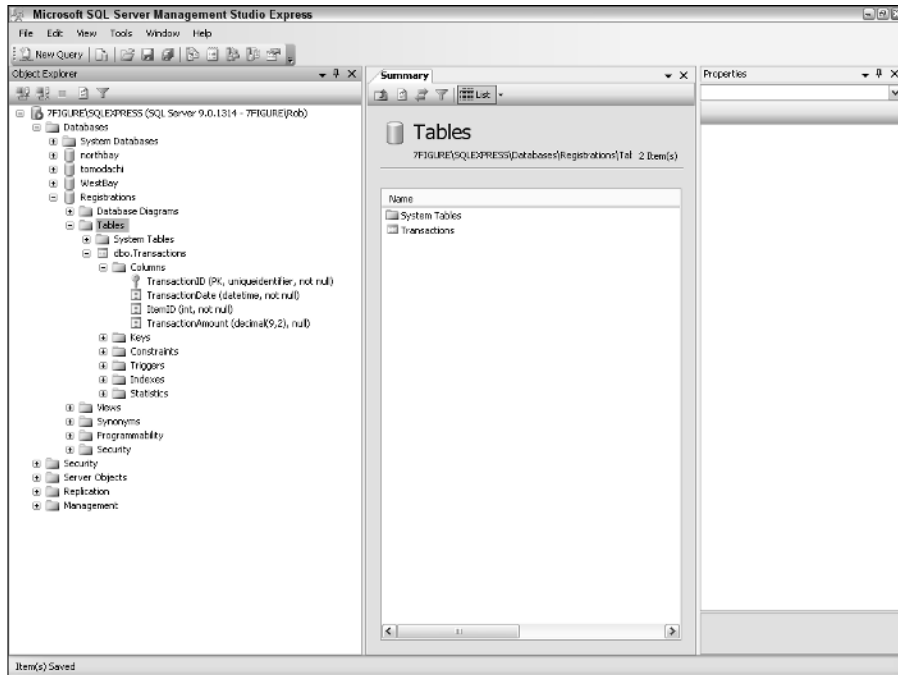 Microsoft SQL Server Management Studio Express
File Edit View Tools Window Help
New Query
Object Explorer
7FIGURE\SQLEXPRESS (SQL Server 9.0.1314 - 7FIGURE\Rob)
Databases
System Databases
northbay
tomodachi
WestBay
Registrations
Database Diagrams
Tables
System Tables
dbo.Transactions
Columns
TransactionID (PK, uniqueidentifier, not null)
TransactionDate (datetime, not null)
ItemID (int, not null)
TransactionAmount (decimal(9,2), null)
Keys
Constraints
Triggers
Indexes
Statistics
Views
Synonyms
Programmability
Security
Security
Server Objects
Replication
Management
Summary
List
Tables
7FIGURE\SQLEXPRESS\Databases\Registrations\Tal 2 Item(s)
Name
System Tables
Transactions
Properties
Item(s) Saved